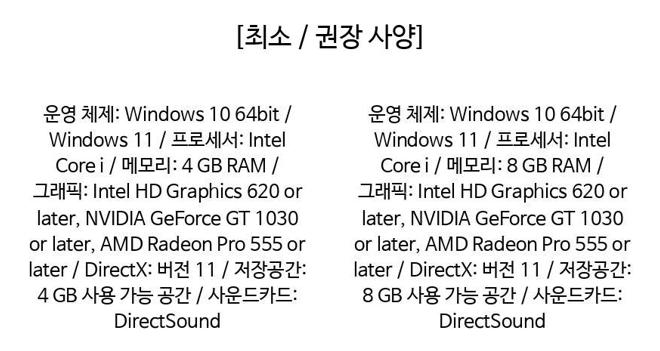 [최소 / 권장 사양]
운영 체제: Windows 10 64bit /
Windows 11 / 프로세서: Intel
Core i / 메모리: 4 GB RAM /
그래픽: Intel HD Graphics 620 or
later, NVIDIA GeForce GT 1030
or later, AMD Radeon Pro 555 or
later / DirectX: 버전 11 / 저장공간:
4 GB 사용 가능 공간 / 사운드카드:
DirectSound
운영 체제: Windows 10 64bit /
Windows 11 / 프로세서: Intel
Core i / 메모리: 8 GB RAM /
그래픽: Intel HD Graphics 620 or
later, NVIDIA GeForce GT 1030
or later, AMD Radeon Pro 555 or
later / DirectX: 버전 11 / 저장공간:
8 GB 사용 가능 공간 / 사운드카드:
DirectSound